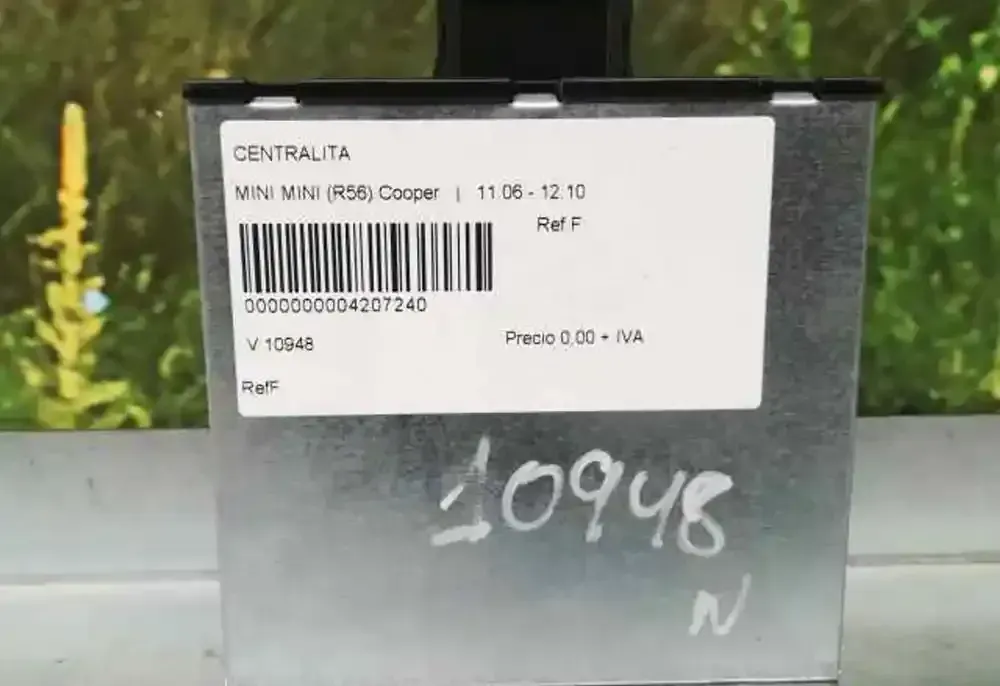 CENTRALITA
MINI MINI (R56) Cooper | 11.06 - 12.10
Ref F
0000000004207240
V 10948
Precio 0,00 + IVA
RefF
10948
N